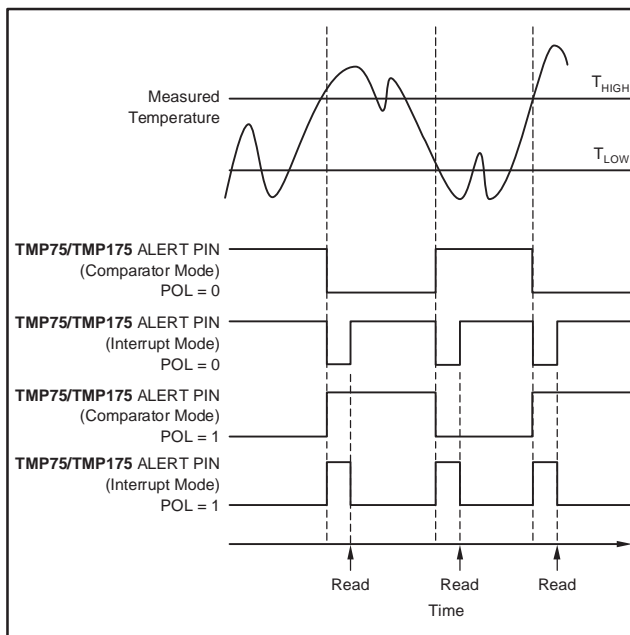 Measured
Temperature
THIGH
TLOW
TMP75/TMP175 ALERT PIN
(Comparator Mode)
POL = 0
TMP75/TMP175 ALERT PIN
(Interrupt Mode)
POL = 0
TMP75/TMP175 ALERT PIN
(Comparator Mode)
POL = 1
TMP75/TMP175 ALERT PIN
(Interrupt Mode)
POL = 1
Read Read Read
Time